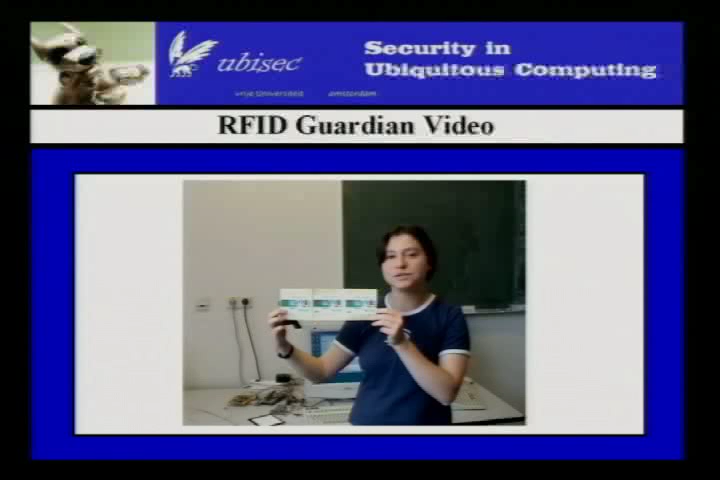 ubisec
Security in
Ubiquitous Computing
vrije Universiteit amsterdam
RFID Guardian Video